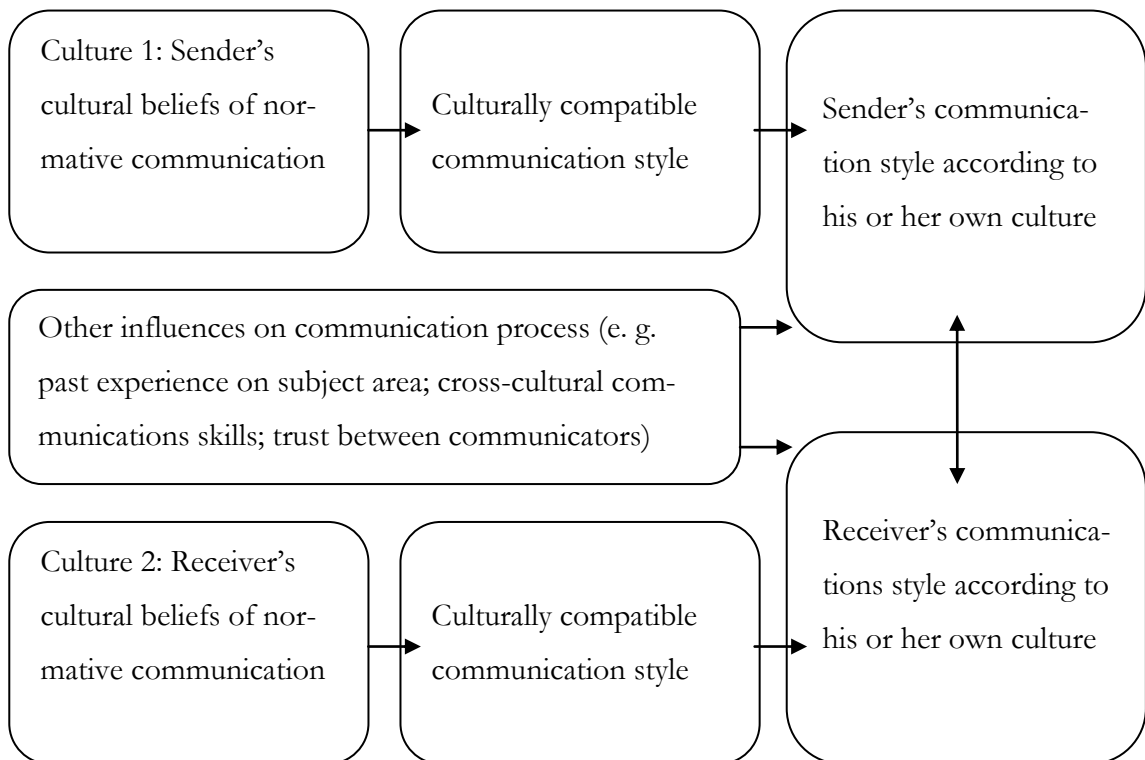 Culture 1: Sender’s
cultural beliefs of nor-
mative communication
Culturally compatible
communication style
Sender’s communica-
tion style according to
his or her own culture
Other influences on communication process (e. g.
past experience on subject area; cross-cultural com-
munications skills; trust between communicators)
Culture 2: Receiver’s
cultural beliefs of nor-
mative communication
Culturally compatible
communication style
Receiver’s communica-
tions style according to
his or her own culture